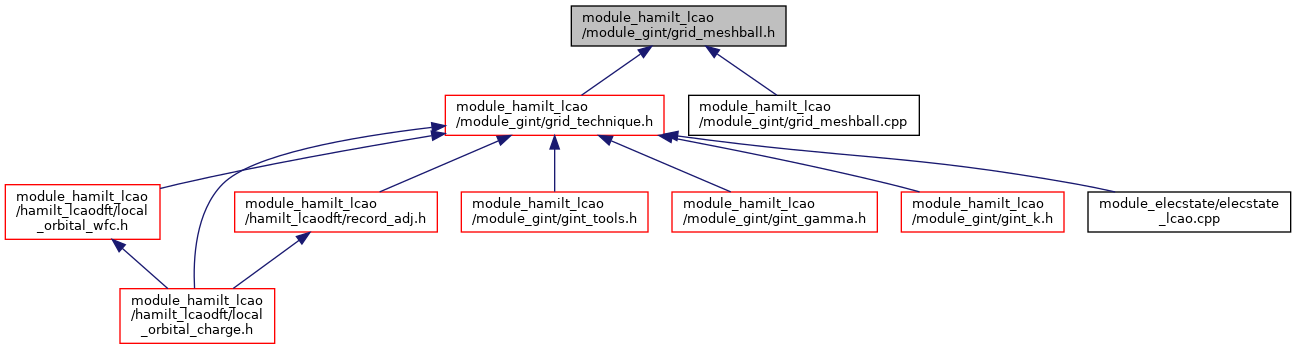 module_hamilt_lcao
/module_gint/grid_meshball.h
module_hamilt_lcao
/module_gint/grid_technique.h
module_hamilt_lcao
/module_gint/grid_meshball.cpp
module_hamilt_lcao
/hamilt_lcaodft/local
_orbital_wfc.h
module_hamilt_lcao
/hamilt_lcaodft/record_adj.h
module_hamilt_lcao
/module_gint/gint_tools.h
module_hamilt_lcao
/module_gint/gint_gamma.h
module_hamilt_lcao
/module_gint/gint_k.h
module_elecstate/elecstate
_lcao.cpp
module_hamilt_lcao
/hamilt_lcaodft/local
_orbital_charge.h